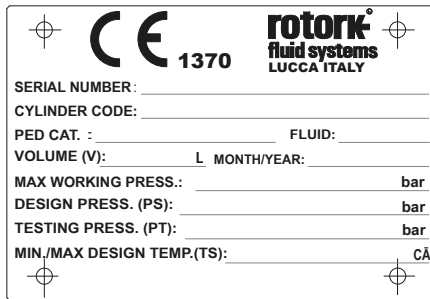 CE 1370
rotork®
fluid systems
LUCCA ITALY
SERIAL NUMBER:
CYLINDER CODE:
PED CAT. : FLUID:
VOLUME (V): L MONTH/YEAR:
MAX WORKING PRESS.: bar
DESIGN PRESS. (PS): bar
TESTING PRESS. (PT): bar
MIN./MAX DESIGN TEMP.(TS): CÃ